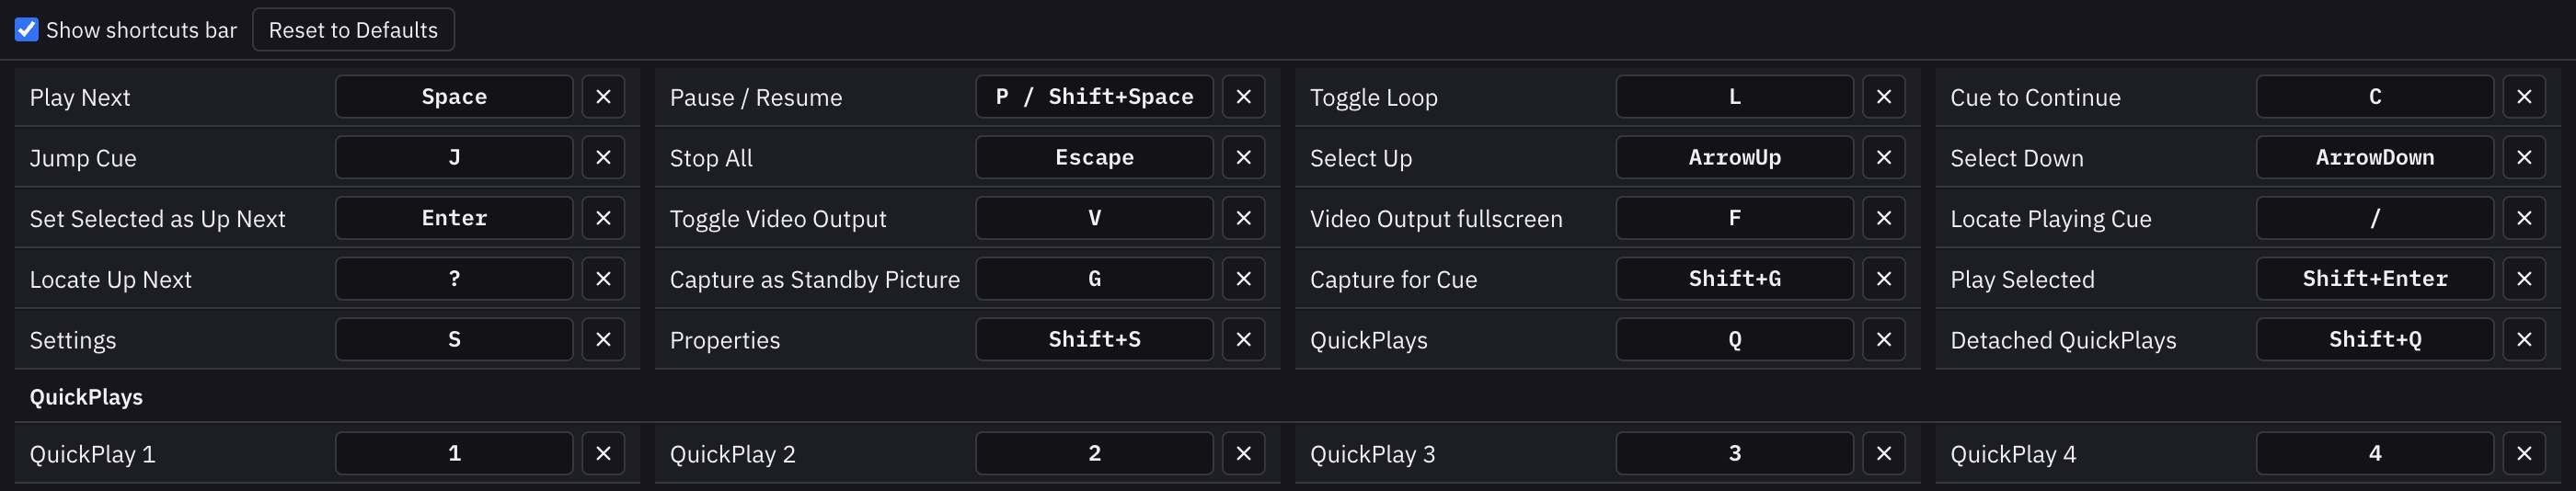 Show shortcuts bar Reset to Defaults
Play Next Space × Pause / Resume P / Shift+Space × Toggle Loop L × Cue to Continue C ×
Jump Cue J × Stop All Escape × Select Up ArrowUp × Select Down ArrowDown ×
Set Selected as Up Next Enter × Toggle Video Output V × Video Output fullscreen F × Locate Playing Cue / ×
Locate Up Next ? × Capture as Standby Picture G × Capture for Cue Shift+G × Play Selected Shift+Enter ×
Settings S × Properties Shift+S × QuickPlays Q × Detached QuickPlays Shift+Q ×
QuickPlays
QuickPlay 1 1 × QuickPlay 2 2 × QuickPlay 3 3 × QuickPlay 4 4 ×